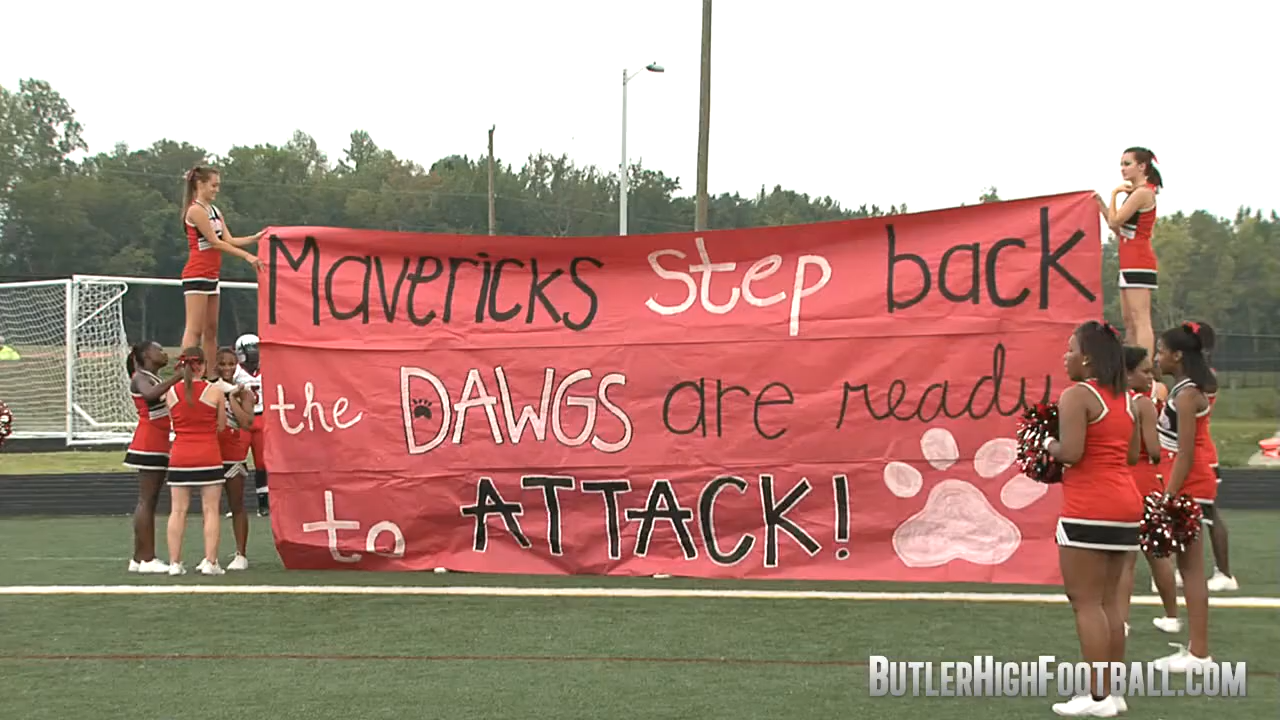 Mavericks Step back
the DAWGS are ready
to ATTACK!
BUTLERHIGHFOOTBALL.COM